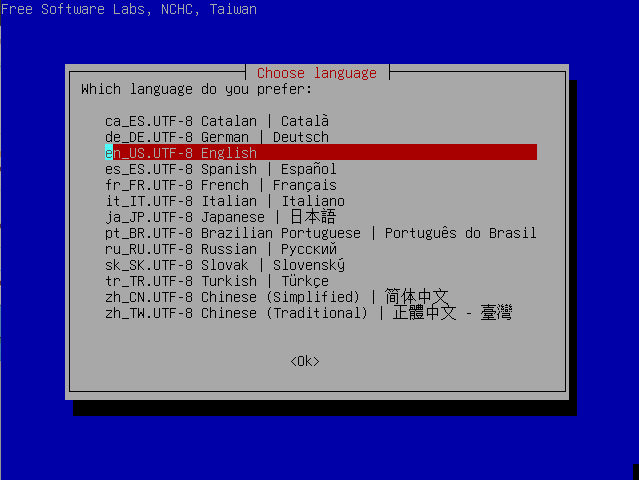 Free Software Labs, NCHC, Taiwan
Choose language
Which language do you prefer:
ca_ES.UTF-8 Catalan | Català
de_DE.UTF-8 German | Deutsch
en_US.UTF-8 English
es_ES.UTF-8 Spanish | Español
fr_FR.UTF-8 French | Français
it_IT.UTF-8 Italian | Italiano
ja_JP.UTF-8 Japanese | 日本語
pt_BR.UTF-8 Brazilian Portuguese | Português do Brasil
ru_RU.UTF-8 Russian | Русский
sk_SK.UTF-8 Slovak | Slovenský
tr_TR.UTF-8 Turkish | Türkçe
zh_CN.UTF-8 Chinese (Simplified) | 简体中文
zh_TW.UTF-8 Chinese (Traditional) | 正體中文 - 臺灣
<Ok>